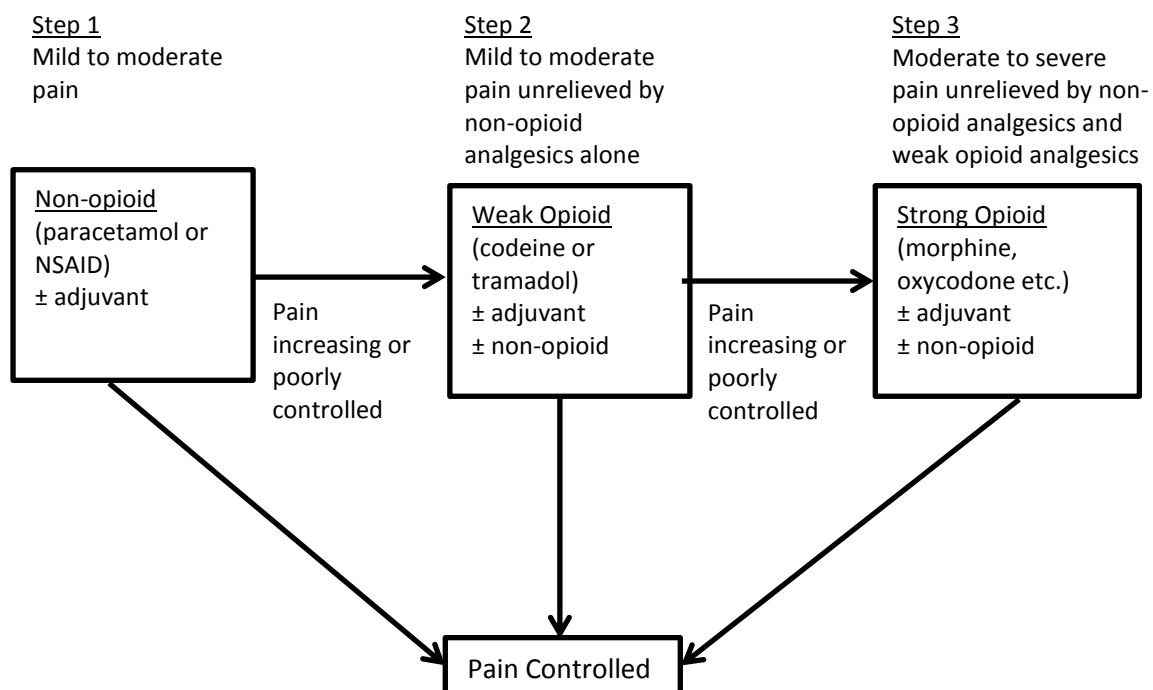 Step 1
Mild to moderate
pain
Step 2
Mild to moderate
pain unrelieved by
non-opioid
analgesics alone
Step 3
Moderate to severe
pain unrelieved by non-
opioid analgesics and
weak opioid analgesics
Non-opioid
(paracetamol or
NSAID)
± adjuvant
Pain
increasing or
poorly
controlled
Weak Opioid
(codeine or
tramadol)
± adjuvant
± non-opioid
Pain
increasing or
poorly
controlled
Strong Opioid
(morphine,
oxycodone etc.)
± adjuvant
± non-opioid
Pain Controlled